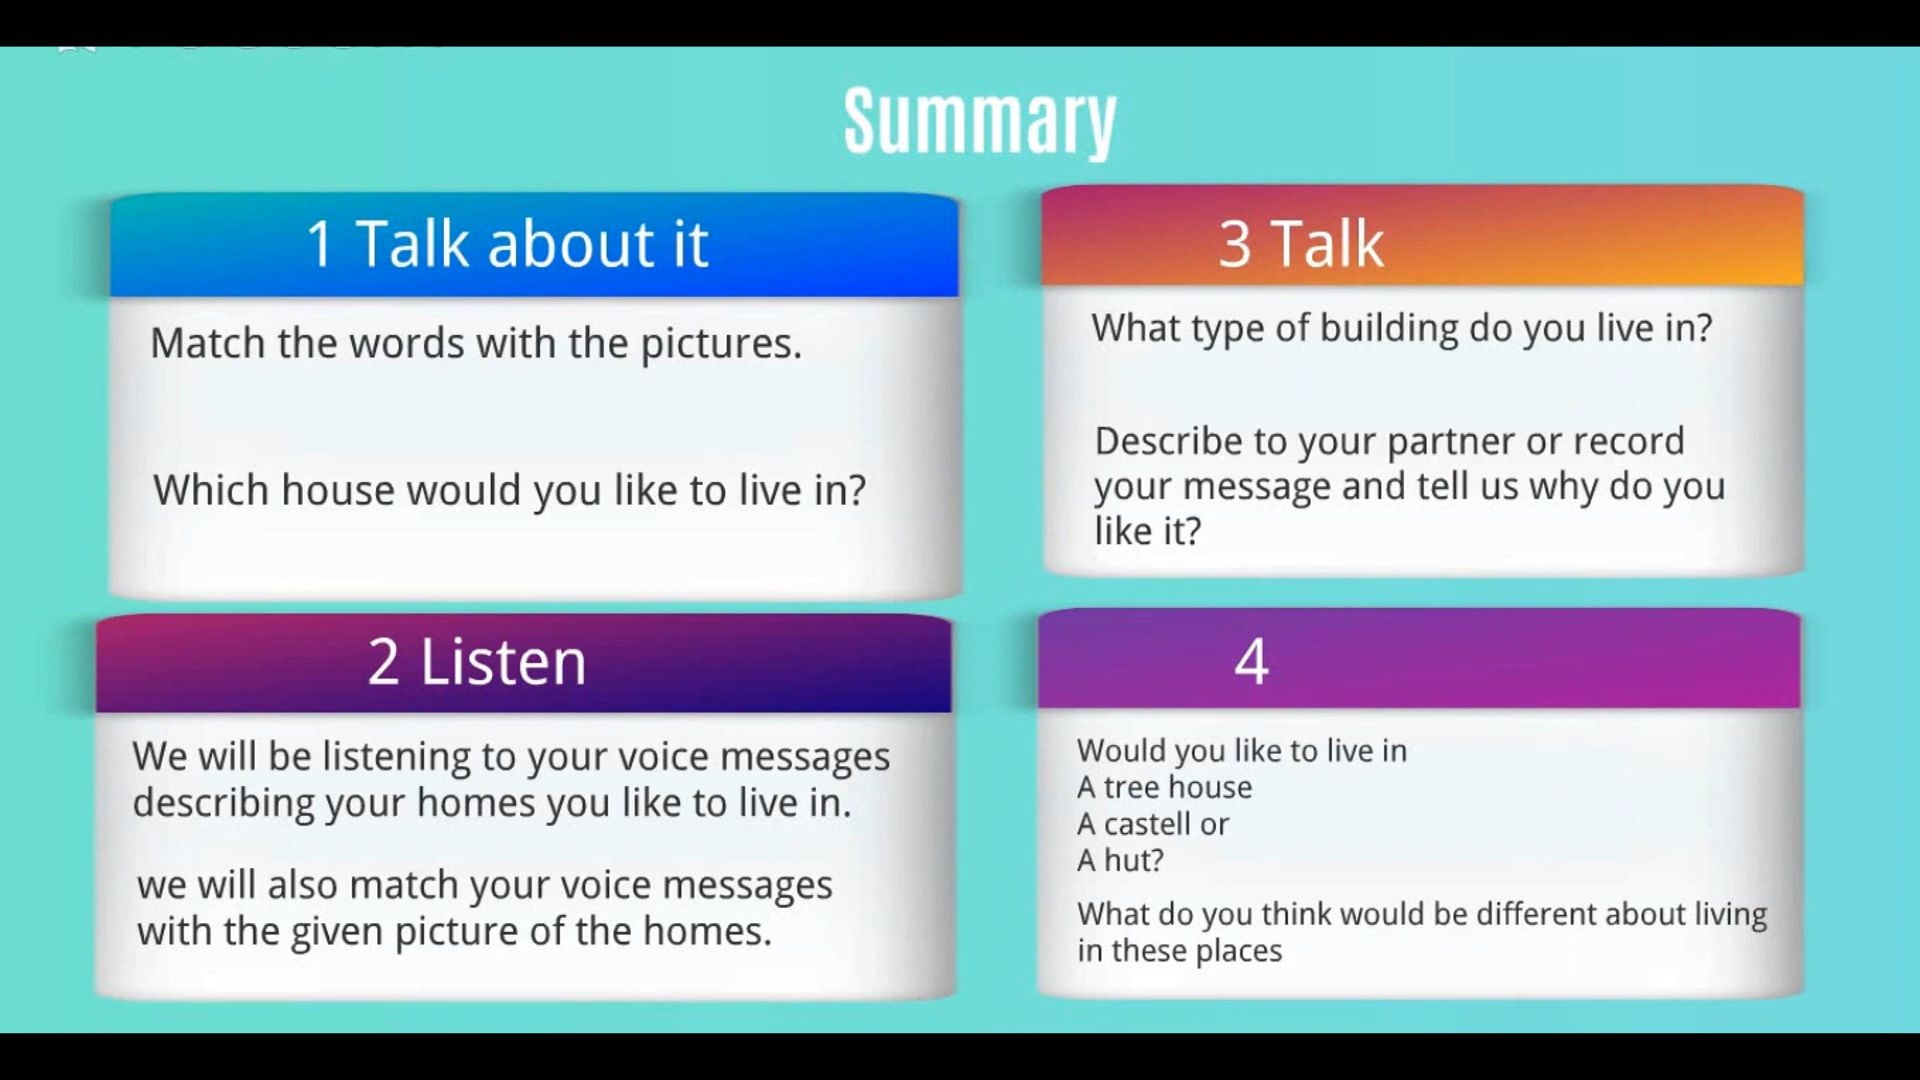 Summary
1 Talk about it
Match the words with the pictures.
Which house would you like to live in?
2 Listen
We will be listening to your voice messages
describing your homes you like to live in.
we will also match your voice messages
with the given picture of the homes.
3 Talk
What type of building do you live in?
Describe to your partner or record
your message and tell us why do you
like it?
4
Would you like to live in
A tree house
A castell or
A hut?
What do you think would be different about living
in these places